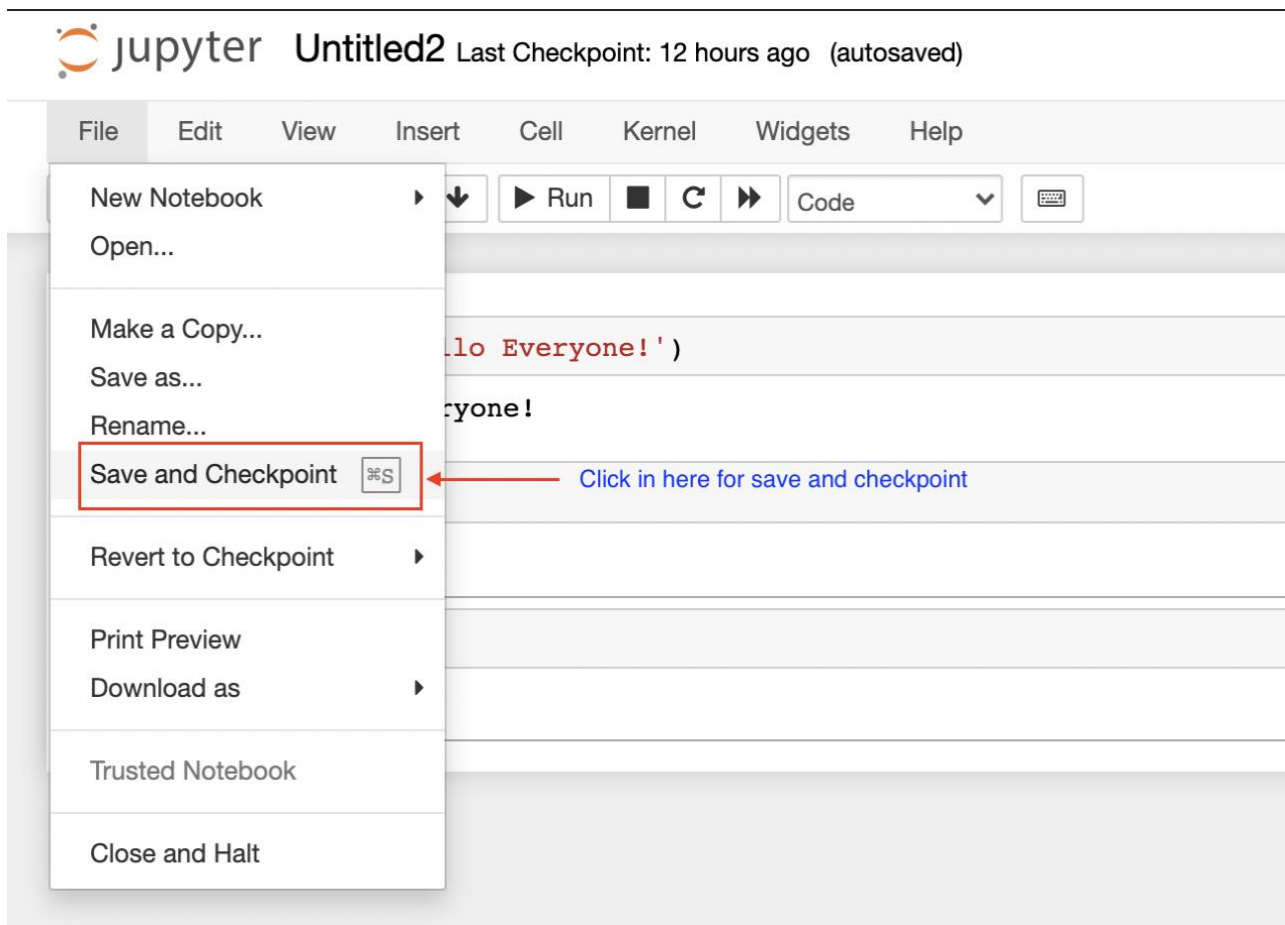 jupyter Untitled2 Last Checkpoint: 12 hours ago (autosaved)
File Edit View Insert Cell Kernel Widgets Help
Run Code
New Notebook
Open...
Make a Copy...
Save as...
Rename...
Save and Checkpoint ⌘S
Revert to Checkpoint
Print Preview
Download as
Trusted Notebook
Close and Halt
llo Everyone!')
ryone!
Click in here for save and checkpoint